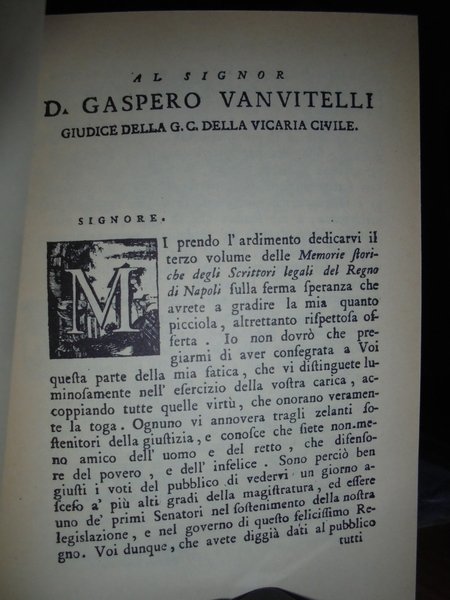 AL SIGNOR
D. GASPERO VANVITELLI
GIUDICE DELLA G. C. DELLA VICARIA CIVILE.
SIGNORE.
MI prendo l' ardimento dedicarvi il
terzo volume delle Memorie ſtori-
che degli Scrittori legali del Regno
di Napoli ſulla ferma ſperanza che
avrete a gradire la mia quanto
picciola, altrettanto riſpettoſa of-
ferta. Io non dovrò che pre-
giarmi di aver conſegrata a Voi
queſta parte della mia fatica, che vi diſtinguete lu-
minoſamente nell' eſercizio della voſtra carica, ac-
coppiando tutte quelle virtù, che onorano veramen-
te la toga. Ognuno vi annovera tragli zelanti ſo-
ſtenitori della giuſtizia, e conoſce che ſiete non.me-
no amico dell' uomo e del retto, che difenſo-
re del povero, e dell' infelice. Sono perciò ben
giuſti i voti del pubblico di vedervi un giorno a-
ſceſo a' più alti gradi della magiſtratura, ed eſſere
uno de' primi Senatori nel ſoſtenimento della noſtra
legislazione, e nel governo di queſto feliciſſimo Re-
gno. Voi dunque, che avete diggià dati al pubblico
tutti